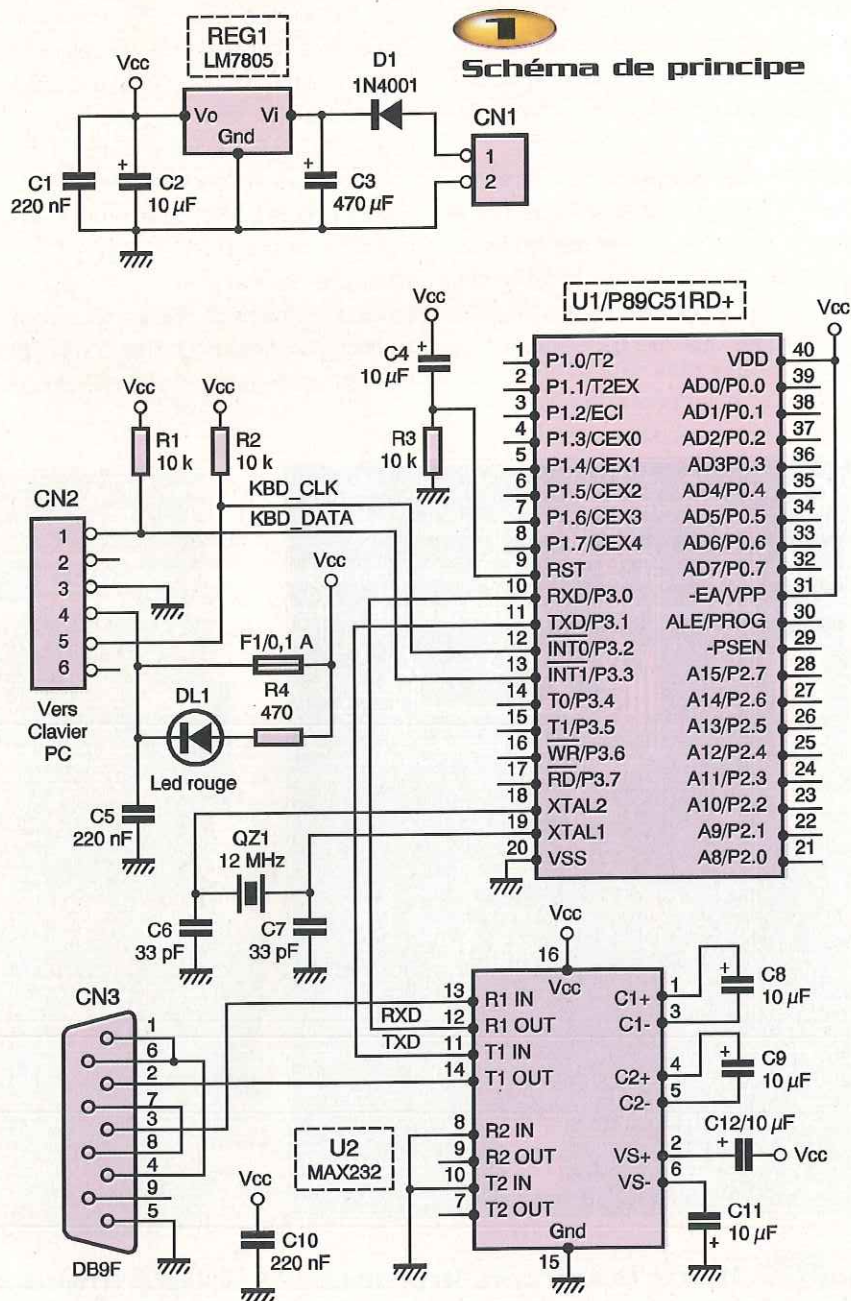 1
Schéma de principe
REG1
LM7805
Vcc
Vo
Vi
Gnd
D1
1N4001
CN1
1
2
C1
220 nF
C2
10 µF
C3
470 µF
U1/P89C51RD+
Vcc
Vcc
C4
10 µF
R3
10 k
Vcc
Vcc
R1
10 k
R2
10 k
KBD_CLK
KBD_DATA
CN2
1
2
3
4
5
6
Vers
Clavier
PC
Vcc
F1/0,1 A
R4
470
DL1
Led rouge
C5
220 nF
QZ1
12 MHz
C6
33 pF
C7
33 pF
1 P1.0/T2
2 P1.1/T2EX
3 P1.2/ECI
4 P1.3/CEX0
5 P1.4/CEX1
6 P1.5/CEX2
7 P1.6/CEX3
8 P1.7/CEX4
9 RST
10 RXD/P3.0
11 TXD/P3.1
12 INT0/P3.2
13 INT1/P3.3
14 T0/P3.4
15 T1/P3.5
16 WR/P3.6
17 RD/P3.7
18 XTAL2
19 XTAL1
20 VSS
VDD 40
AD0/P0.0 39
AD1/P0.1 38
AD2/P0.2 37
AD3P0.3 36
AD4/P0.4 35
AD5/P0.5 34
AD6/P0.6 33
AD7/P0.7 32
-EA/VPP 31
ALE/PROG 30
-PSEN 29
A15/P2.7 28
A14/P2.6 27
A13/P2.5 26
A12/P2.4 25
A11/P2.3 24
A10/P2.2 23
A9/P2.1 22
A8/P2.0 21
CN3
1
6
2
7
3
8
4
9
5
DB9F
RXD
TXD
U2
MAX232
Vcc
C10
220 nF
Vcc
16
Vcc
13 R1 IN
12 R1 OUT
11 T1 IN
14 T1 OUT
8 R2 IN
9 R2 OUT
10 T2 IN
7 T2 OUT
Gnd
15
C1+ 1
C1- 3
C2+ 4
C2- 5
VS+ 2
VS- 6
C8
10 µF
C9
10 µF
C12/10 µF
Vcc
C11
10 µF